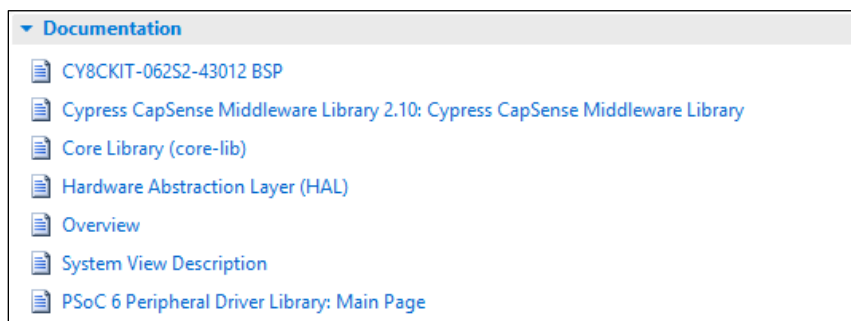 Documentation
CY8CKIT-062S2-43012 BSP
Cypress CapSense Middleware Library 2.10: Cypress CapSense Middleware Library
Core Library (core-lib)
Hardware Abstraction Layer (HAL)
Overview
System View Description
PSoC 6 Peripheral Driver Library: Main Page